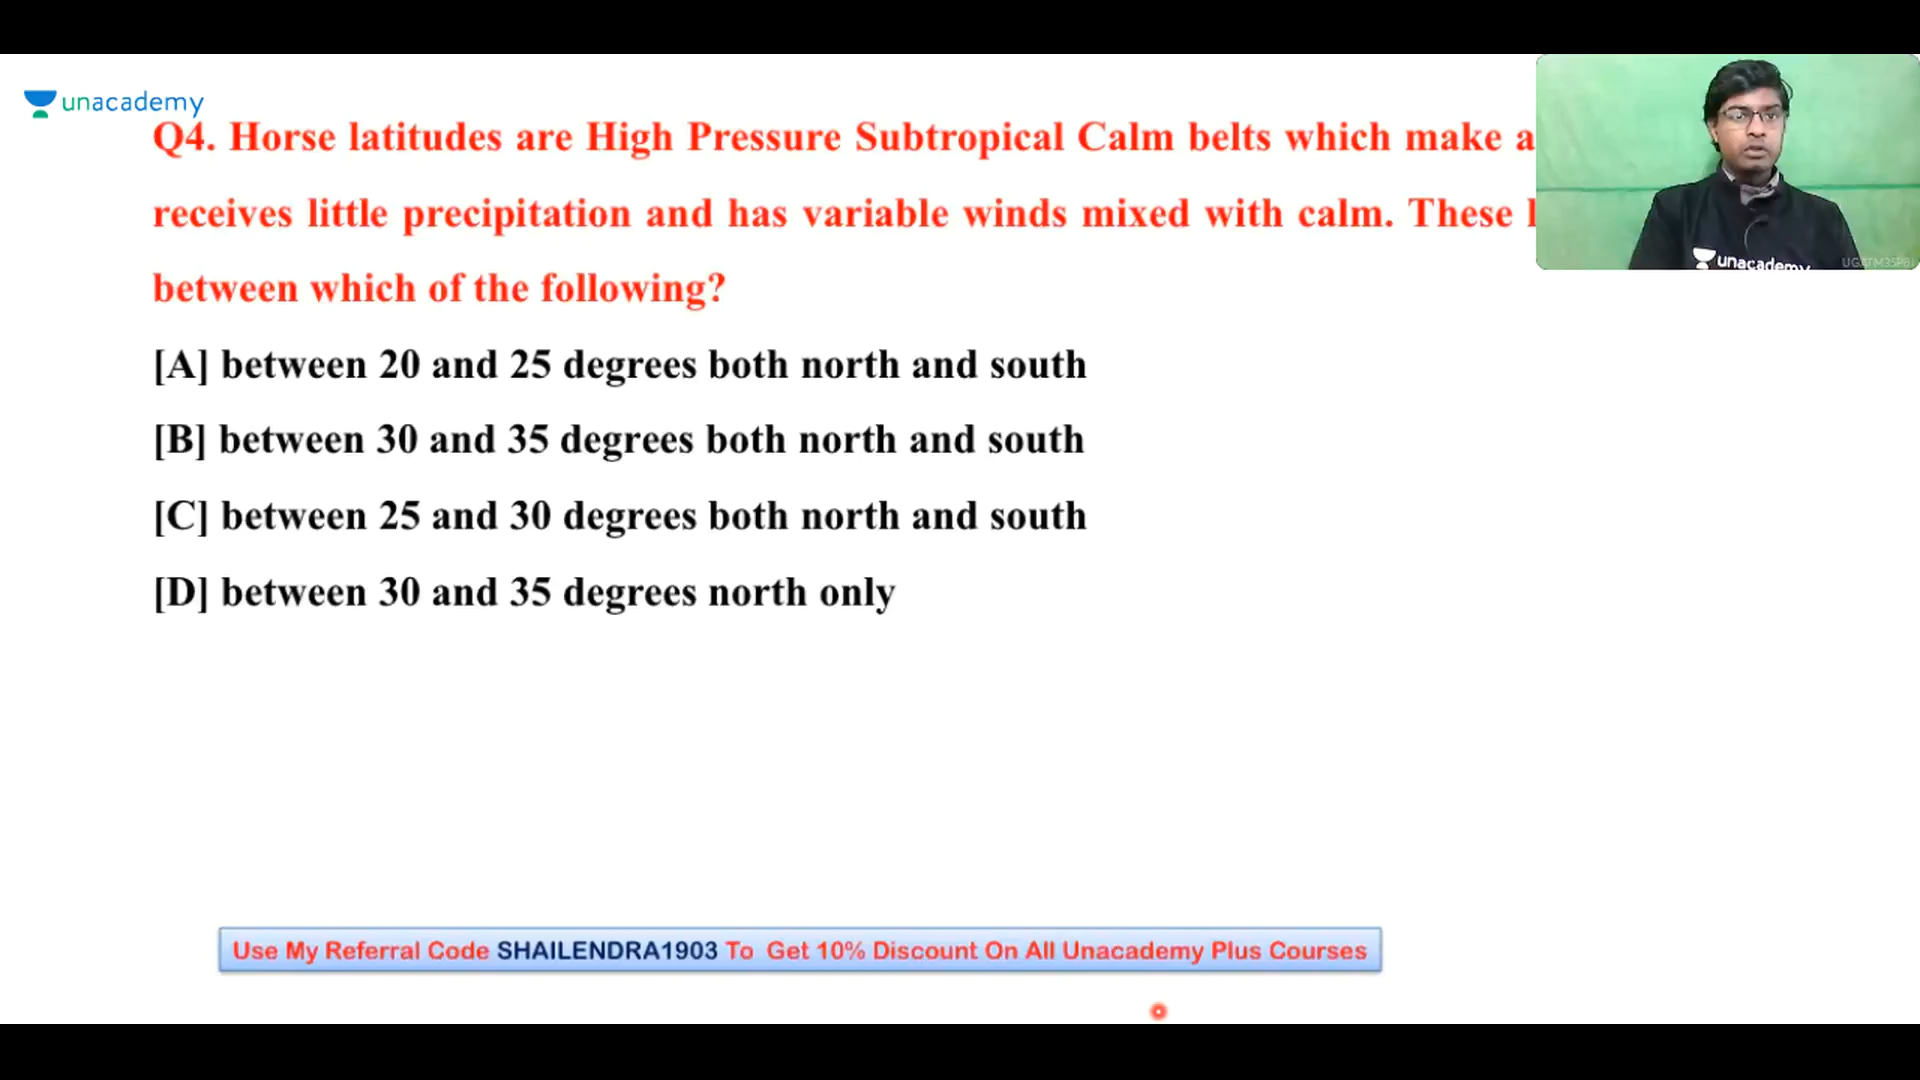 unacademy
Q4. Horse latitudes are High Pressure Subtropical Calm belts which make a
receives little precipitation and has variable winds mixed with calm. These
between which of the following?
[A] between 20 and 25 degrees both north and south
[B] between 30 and 35 degrees both north and south
[C] between 25 and 30 degrees both north and south
[D] between 30 and 35 degrees north only
unacademy
Use My Referral Code SHAILENDRA1903 To Get 10% Discount On All Unacademy Plus Courses